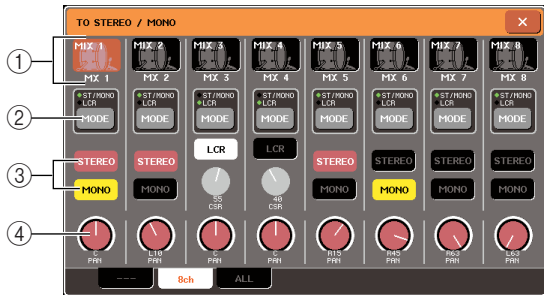 TO STEREO / MONO
×
MIX 1 MIX 2 MIX 3 MIX 4 MIX 5 MIX 6 MIX 7 MIX 8
① MX 1 MX 2 MX 3 MX 4 MX 5 MX 6 MX 7 MX 8
ST/MONO ST/MONO ST/MONO ST/MONO ST/MONO ST/MONO ST/MONO ST/MONO
LCR LCR LCR LCR LCR LCR LCR LCR
② MODE MODE MODE MODE MODE MODE MODE MODE
LCR LCR
③ STEREO STEREO STEREO STEREO STEREO STEREO
MONO MONO MONO MONO MONO MONO
55 40
CSR CSR
④
C L10 C C R15 R45 R63 L63
PAN PAN PAN PAN PAN PAN PAN PAN
--- 8ch ALL